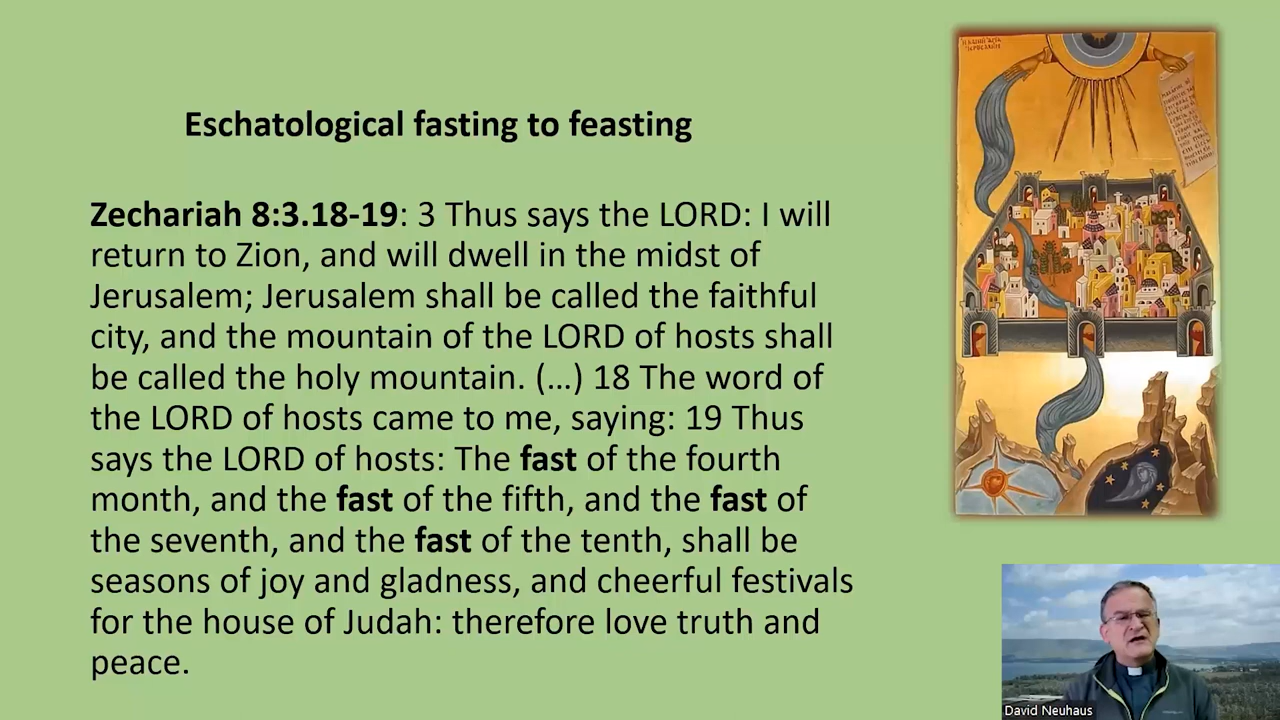 Eschatological fasting to feasting
Zechariah 8:3.18-19: 3 Thus says the LORD: I will
return to Zion, and will dwell in the midst of
Jerusalem; Jerusalem shall be called the faithful
city, and the mountain of the LORD of hosts shall
be called the holy mountain. (…) 18 The word of
the LORD of hosts came to me, saying: 19 Thus
says the LORD of hosts: The fast of the fourth
month, and the fast of the fifth, and the fast of
the seventh, and the fast of the tenth, shall be
seasons of joy and gladness, and cheerful festivals
for the house of Judah: therefore love truth and
peace.
David Neuhaus